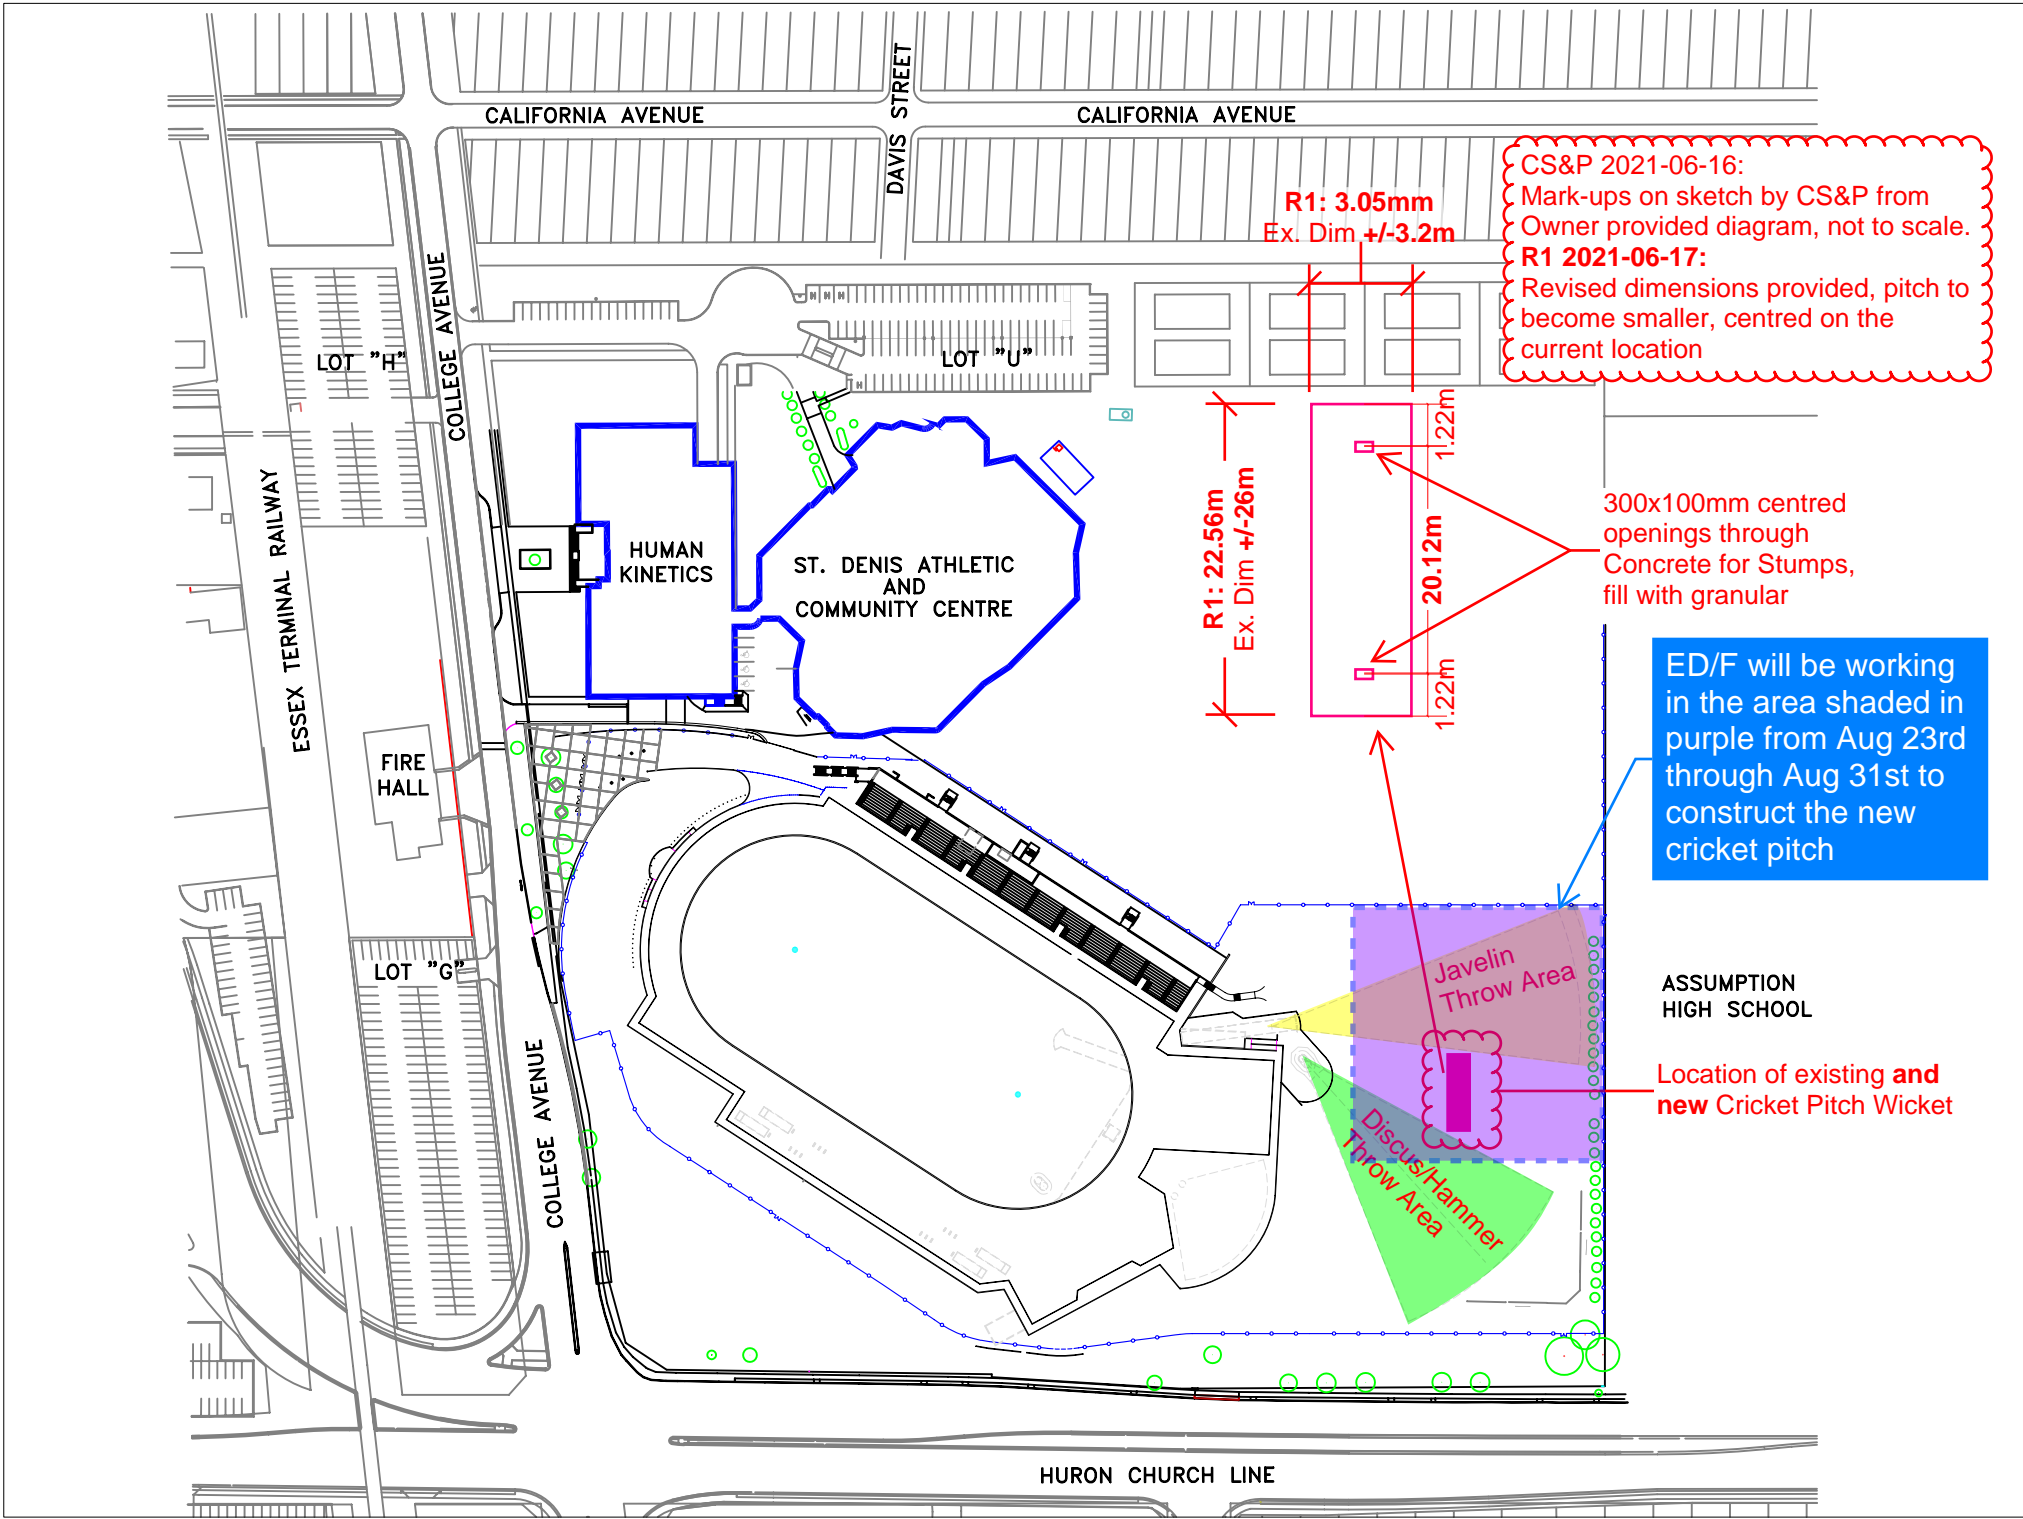 CALIFORNIA AVENUE
CALIFORNIA AVENUE
DAVIS STREET
CS&P 2021-06-16:
Mark-ups on sketch by CS&P from
Owner provided diagram, not to scale.
R1 2021-06-17:
Revised dimensions provided, pitch to
become smaller, centred on the
current location
R1: 3.05mm
Ex. Dim +/-3.2m
COLLEGE AVENUE
LOT "H"
H H H
LOT "U"
H
1.22m
R1: 22.56m
Ex. Dim +/-26m
20.12m
1.22m
300x100mm centred
openings through
Concrete for Stumps,
fill with granular
ESSEX TERMINAL RAILWAY
HUMAN
KINETICS
ST. DENIS ATHLETIC
AND
COMMUNITY CENTRE
ED/F will be working
in the area shaded in
purple from Aug 23rd
through Aug 31st to
construct the new
cricket pitch
FIRE
HALL
LOT "G"
Javelin
Throw Area
ASSUMPTION
HIGH SCHOOL
Location of existing and
new Cricket Pitch Wicket
Discus/Hammer
Throw Area
COLLEGE AVENUE
HURON CHURCH LINE